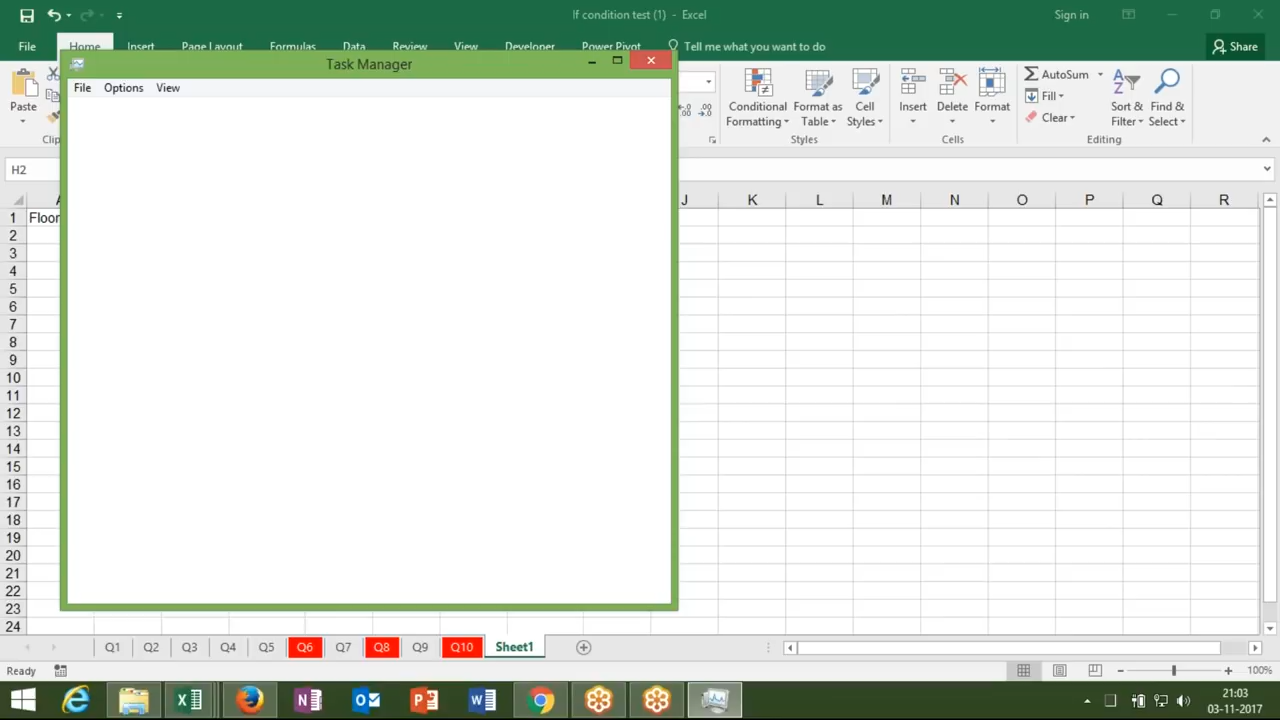 If condition test (1) - Excel
Sign in
File Home Insert Page Layout Formulas Data Review View Developer Power Pivot Tell me what you want to do
Share
Task Manager
File Options View
Paste
Conditional Formatting
Format as Table
Cell Styles
Insert
Delete
Format
AutoSum
Fill
Clear
Sort & Filter
Find & Select
Clip
Styles
Cells
Editing
H2
A J K L M N O P Q R
1 Floor
2
3
4
5
6
7
8
9
10
11
12
13
14
15
16
17
18
19
20
21
22
23
24
Q1 Q2 Q3 Q4 Q5 Q6 Q7 Q8 Q9 Q10 Sheet1
Ready
100%
21:03
03-11-2017